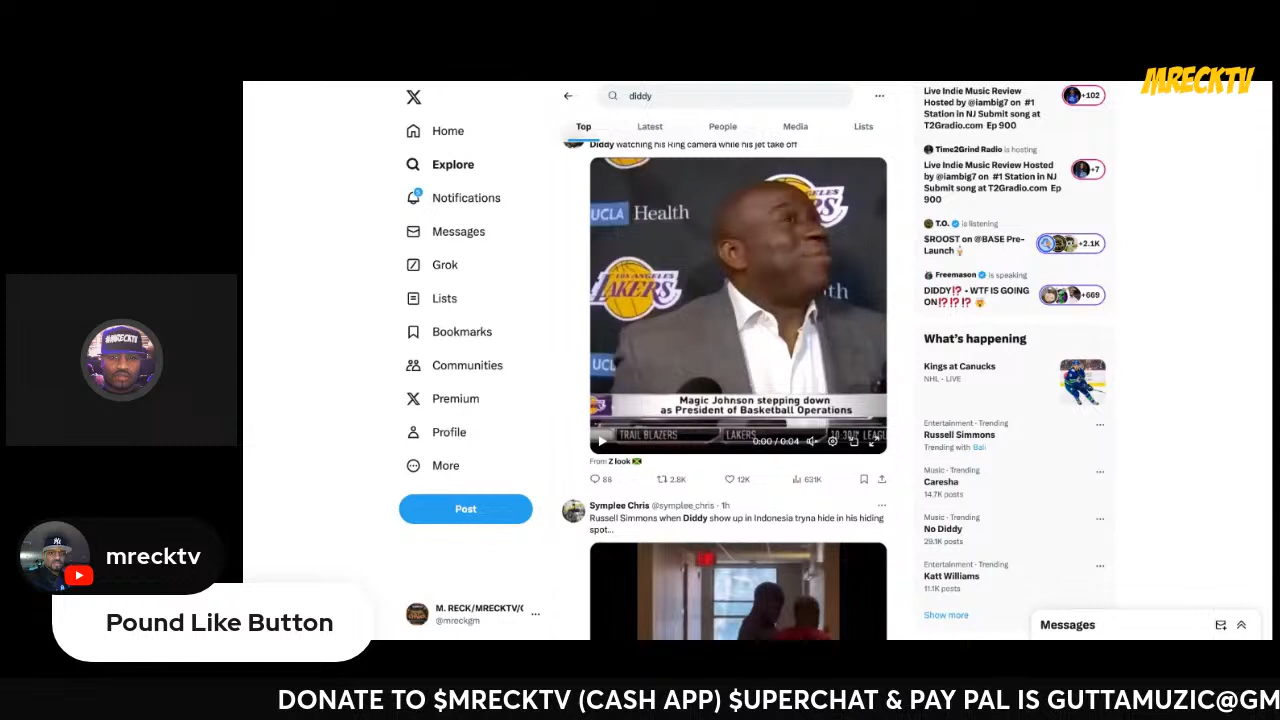 MRECKTV
Home
Explore
Notifications
Messages
Grok
Lists
Bookmarks
Communities
Premium
Profile
More
Post
M. RECK/MRECKTV/(
@mreckgm
diddy
Top
Latest
People
Media
Lists
Diddy watching his Ring camera while his jet take off
UCLA Health
LOS ANGELES
LAKERS
Magic Johnson stepping down
as President of Basketball Operations
TRAIL BLAZERS
LAKERS
0:00 / 0:04
From Z look 🇯🇲
88
2.8K
12K
631K
Symplee Chris @symplee_chris · 1h
Russell Simmons when Diddy show up in Indonesia tryna hide in his hiding
spot...
Live Indie Music Review
Hosted by @iambig7 on #1
Station in NJ Submit song at
T2Gradio.com Ep 900
+102
Time2Grind Radio is hosting
Live Indie Music Review Hosted
by @iambig7 on #1 Station in NJ
Submit song at T2Gradio.com Ep
900
+7
T.O. is listening
$ROOST on @BASE Pre-
Launch
+2.1K
Freemason is speaking
DIDDY⁉️ • WTF IS GOING
ON⁉️⁉️⁉️ 🤯
+669
What's happening
Kings at Canucks
NHL · LIVE
Entertainment · Trending
Russell Simmons
Trending with Bali
Music · Trending
Caresha
14.7K posts
Music · Trending
No Diddy
29.1K posts
Entertainment · Trending
Katt Williams
11.1K posts
Show more
Messages
mrecktv
Pound Like Button
DONATE TO $MRECKTV (CASH APP) $UPERCHAT & PAY PAL IS GUTTAMUZIC@GM